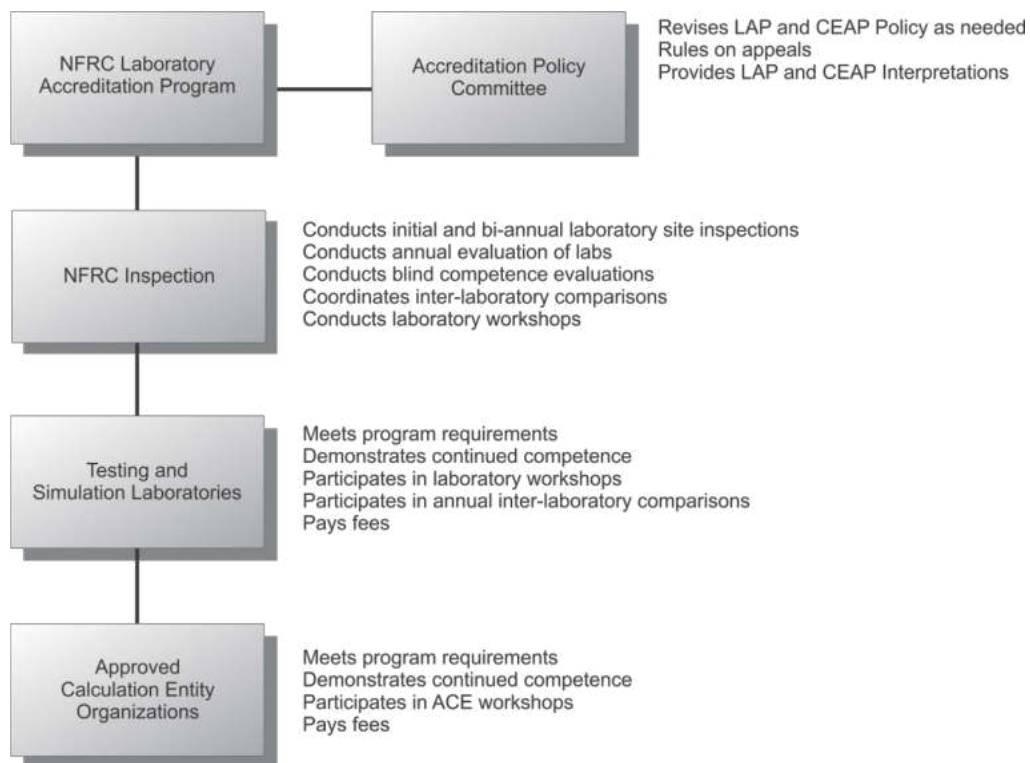 NFRC Laboratory
Accreditation Program
Accreditation Policy
Committee
Revises LAP and CEAP Policy as needed
Rules on appeals
Provides LAP and CEAP Interpretations
NFRC Inspection
Conducts initial and bi-annual laboratory site inspections
Conducts annual evaluation of labs
Conducts blind competence evaluations
Coordinates inter-laboratory comparisons
Conducts laboratory workshops
Testing and
Simulation Laboratories
Meets program requirements
Demonstrates continued competence
Participates in laboratory workshops
Participates in annual inter-laboratory comparisons
Pays fees
Approved
Calculation Entity
Organizations
Meets program requirements
Demonstrates continued competence
Participates in ACE workshops
Pays fees